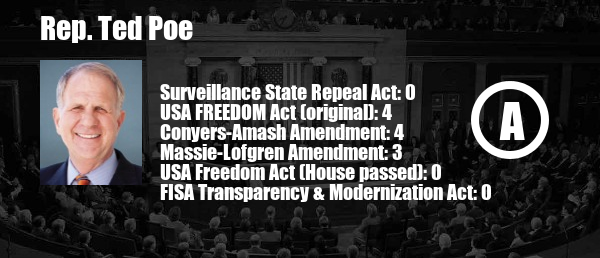 Rep. Ted Poe
Surveillance State Repeal Act: 0
USA FREEDOM Act (original): 4
Conyers-Amash Amendment: 4
Massie-Lofgren Amendment: 3
USA Freedom Act (House passed): 0
FISA Transparency & Modernization Act: 0
A